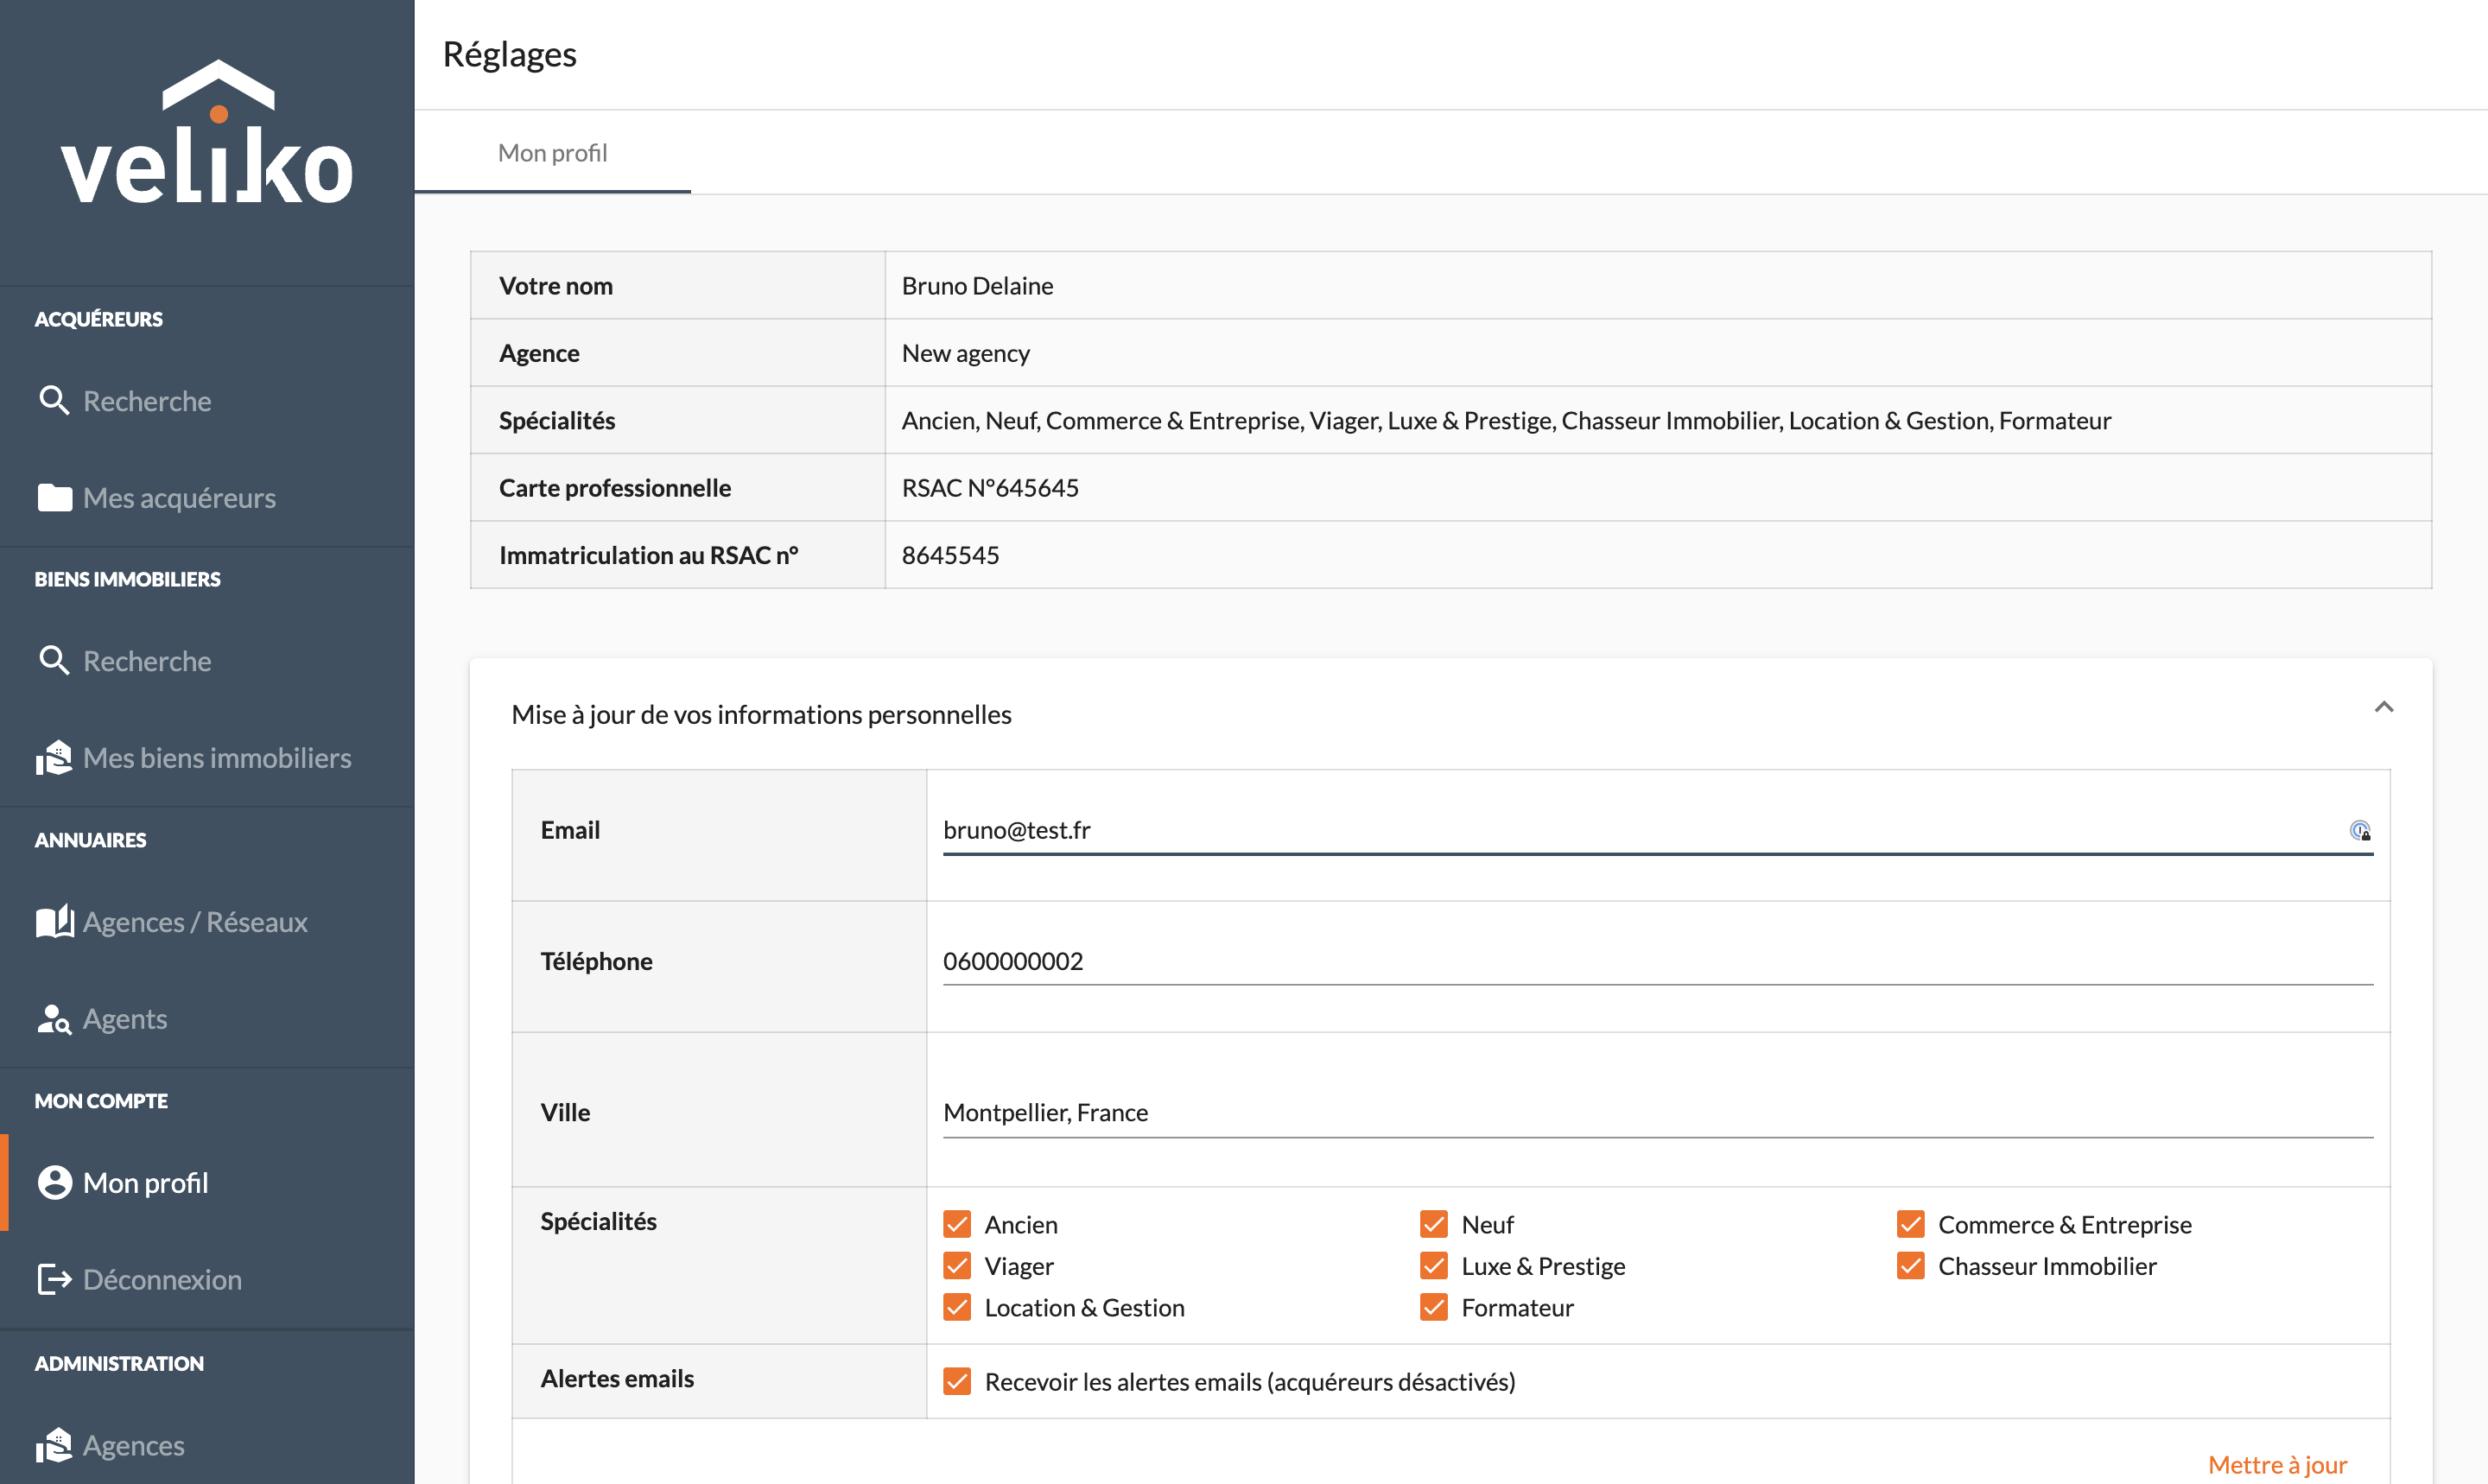 veliko
ACQUÉREURS
Recherche
Mes acquéreurs
BIENS IMMOBILIERS
Recherche
Mes biens immobiliers
ANNUAIRES
Agences / Réseaux
Agents
MON COMPTE
Mon profil
Déconnexion
ADMINISTRATION
Agences
Réglages
Mon profil
Votre nom Bruno Delaine
Agence New agency
Spécialités Ancien, Neuf, Commerce & Entreprise, Viager, Luxe & Prestige, Chasseur Immobilier, Location & Gestion, Formateur
Carte professionnelle RSAC N°645645
Immatriculation au RSAC n° 8645545
Mise à jour de vos informations personnelles
Email bruno@test.fr
Téléphone 0600000002
Ville Montpellier, France
Spécialités Ancien Neuf Commerce & Entreprise
Viager Luxe & Prestige Chasseur Immobilier
Location & Gestion Formateur
Alertes emails Recevoir les alertes emails (acquéreurs désactivés)
Mettre à jour